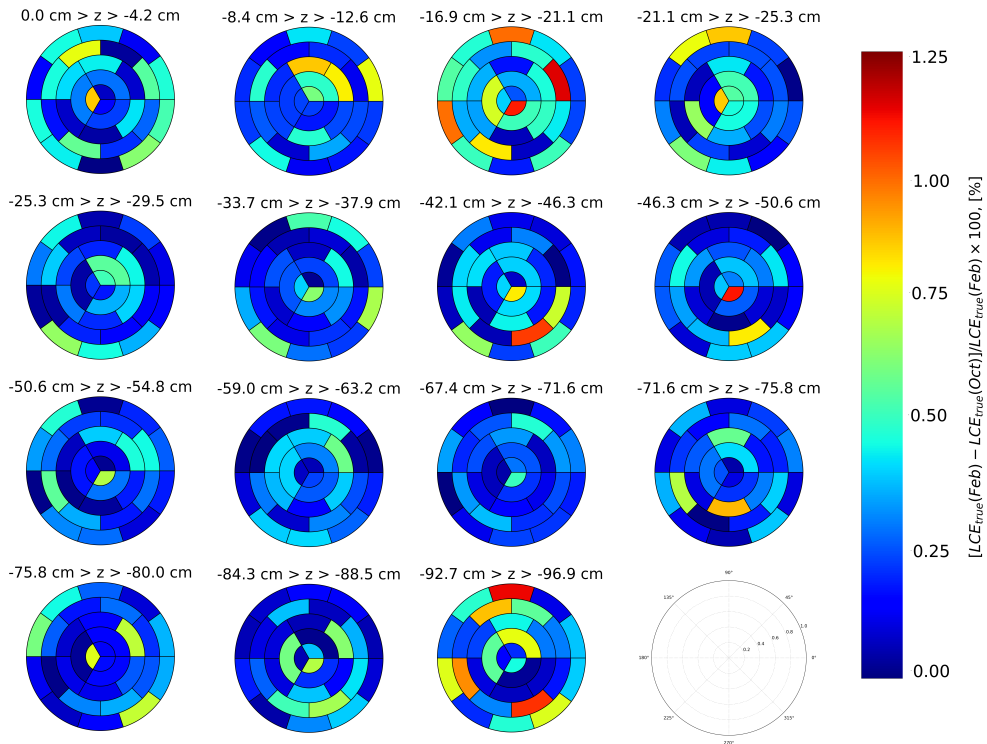 0.0 cm > z > -4.2 cm
-8.4 cm > z > -12.6 cm
-16.9 cm > z > -21.1 cm
-21.1 cm > z > -25.3 cm
-25.3 cm > z > -29.5 cm
-33.7 cm > z > -37.9 cm
-42.1 cm > z > -46.3 cm
-46.3 cm > z > -50.6 cm
-50.6 cm > z > -54.8 cm
-59.0 cm > z > -63.2 cm
-67.4 cm > z > -71.6 cm
-71.6 cm > z > -75.8 cm
-75.8 cm > z > -80.0 cm
-84.3 cm > z > -88.5 cm
-92.7 cm > z > -96.9 cm
90°
135°
45°
1.0
0.8
0.6
0.4
0.2
180°
0°
225°
315°
270°
1.25
1.00
0.75
0.50
0.25
0.00
[LCE_true(Feb) − LCE_true(Oct)]/LCE_true(Feb) × 100, [%]